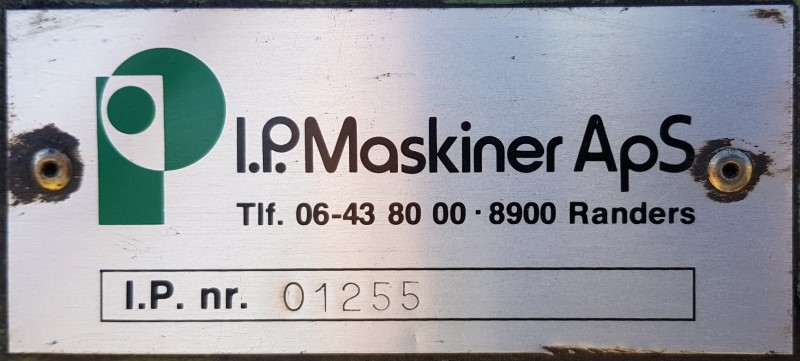 I.P. Maskiner ApS
Tlf. 06-43 80 00 · 8900 Randers
I.P. nr. 01255